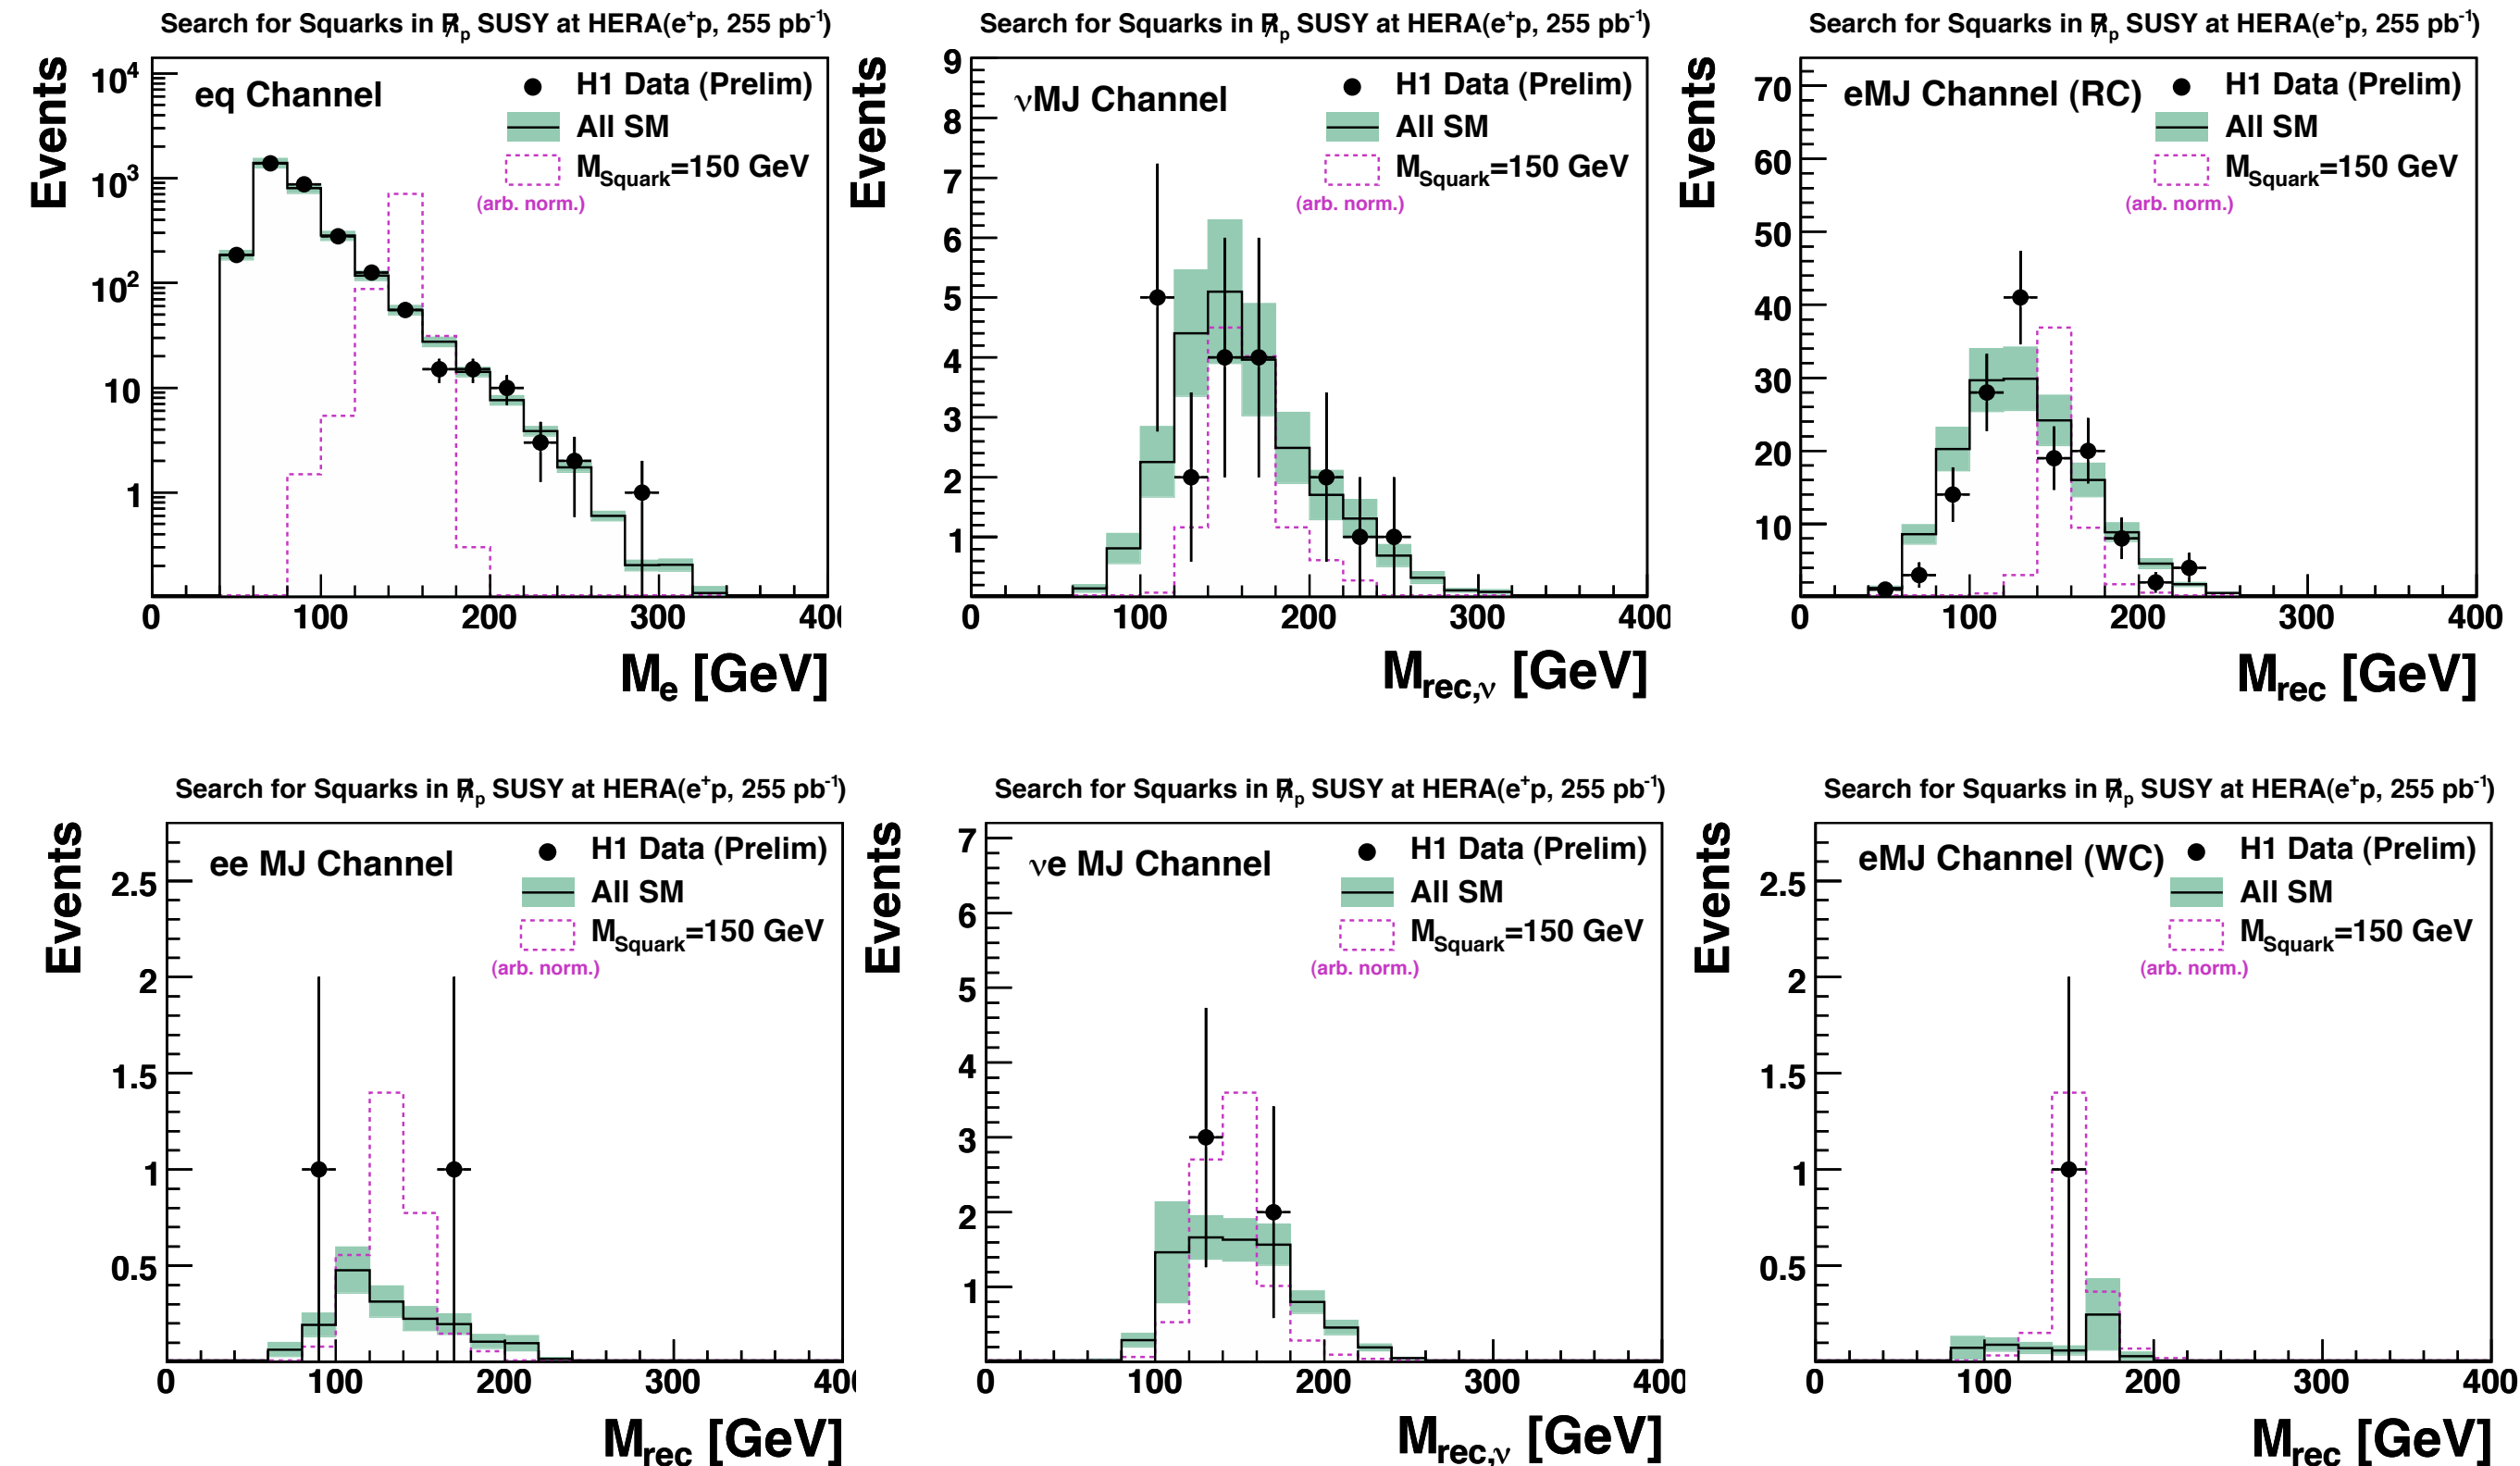 Search for Squarks in R̸p SUSY at HERA(e+p, 255 pb-1)
Events
eq Channel
H1 Data (Prelim)
All SM
MSquark=150 GeV
(arb. norm.)
10^4
10^3
10^2
10
1
0 100 200 300 40
Me [GeV]
Search for Squarks in R̸p SUSY at HERA(e+p, 255 pb-1)
Events
νMJ Channel
H1 Data (Prelim)
All SM
MSquark=150 GeV
(arb. norm.)
9
8
7
6
5
4
3
2
1
0 100 200 300 400
Mrec,ν [GeV]
Search for Squarks in R̸p SUSY at HERA(e+p, 255 pb-1)
Events
eMJ Channel (RC)
H1 Data (Prelim)
All SM
MSquark=150 GeV
(arb. norm.)
70
60
50
40
30
20
10
0 100 200 300 400
Mrec [GeV]
Search for Squarks in R̸p SUSY at HERA(e+p, 255 pb-1)
Events
ee MJ Channel
H1 Data (Prelim)
All SM
MSquark=150 GeV
(arb. norm.)
2.5
2
1.5
1
0.5
0 100 200 300 40
Mrec [GeV]
Search for Squarks in R̸p SUSY at HERA(e+p, 255 pb-1)
Events
νe MJ Channel
H1 Data (Prelim)
All SM
MSquark=150 GeV
(arb. norm.)
7
6
5
4
3
2
1
0 100 200 300 400
Mrec,ν [GeV]
Search for Squarks in R̸p SUSY at HERA(e+p, 255 pb-1)
Events
eMJ Channel (WC)
H1 Data (Prelim)
All SM
MSquark=150 GeV
(arb. norm.)
2.5
2
1.5
1
0.5
0 100 200 300 400
Mrec [GeV]